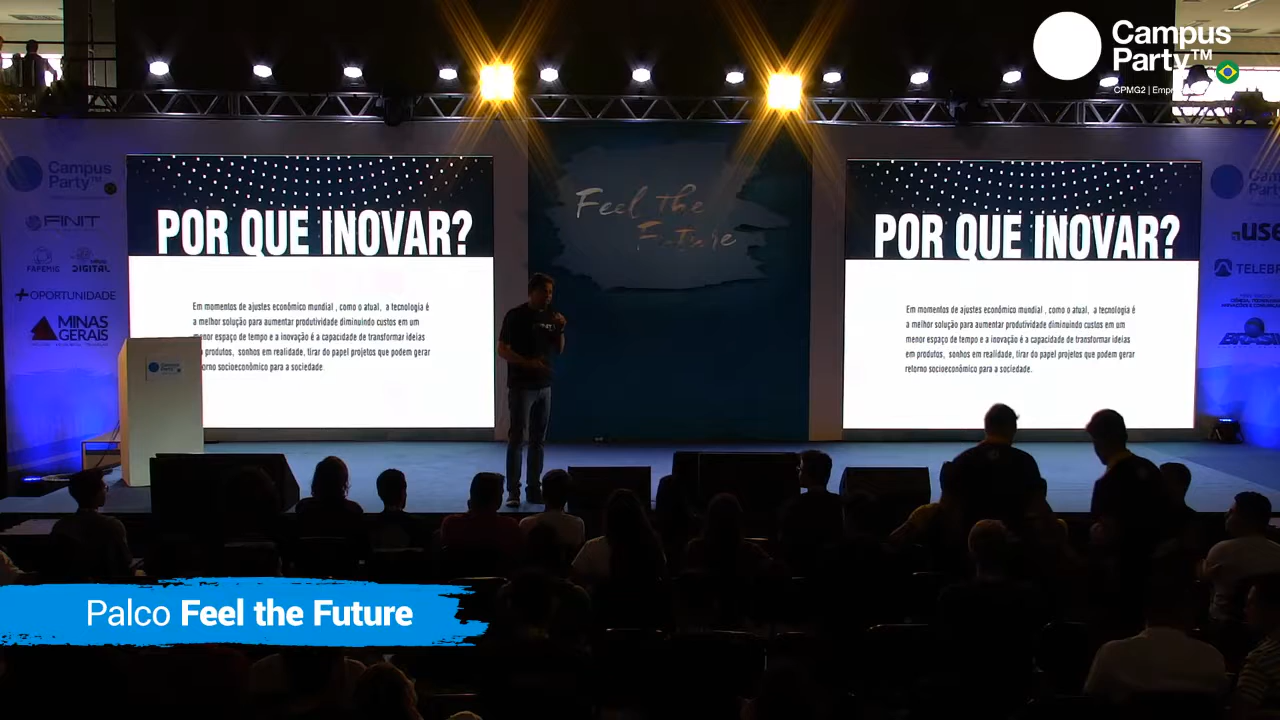 Campus
Party™
CPMG2 | Empre
Campus
Party™
FINIT
FAPEMIG
DIGITAL
+OPORTUNIDADE
MINAS
GERAIS
POR QUE INOVAR?
Em momentos de ajustes econômico mundial , como o atual, a tecnologia é
a melhor solução para aumentar produtividade diminuindo custos em um
menor espaço de tempo e a inovação é a capacidade de transformar ideias
produtos, sonhos em realidade, tirar do papel projetos que podem gerar
etorno socioeconômico para a sociedade
Campus
Party
Feel the
Future
POR QUE INOVAR?
Em momentos de ajustes econômico mundial , como o atual, a tecnologia é
a melhor solução para aumentar produtividade diminuindo custos em um
menor espaço de tempo e a inovação é a capacidade de transformar ideias
em produtos, sonhos em realidade, tirar do papel projetos que podem gerar
retorno socioeconômico para a sociedade.
Cam
Party
use
TELEBR
BRASIL
Palco Feel the Future